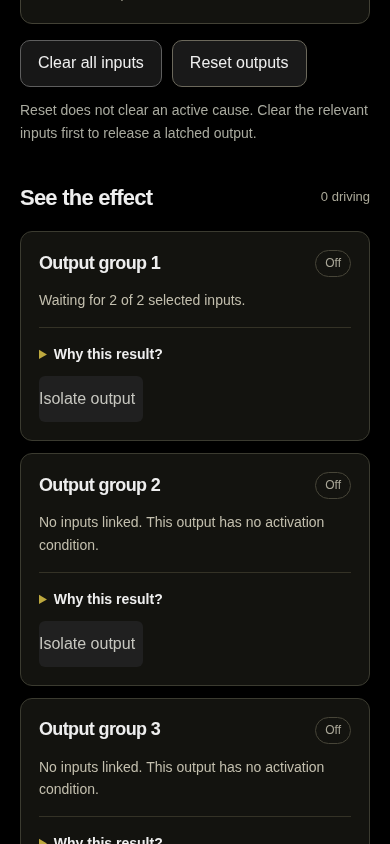 Clear all inputs
Reset outputs
Reset does not clear an active cause. Clear the relevant
inputs first to release a latched output.
See the effect
0 driving
Output group 1
Off
Waiting for 2 of 2 selected inputs.
Why this result?
Isolate output
Output group 2
Off
No inputs linked. This output has no activation
condition.
Why this result?
Isolate output
Output group 3
Off
No inputs linked. This output has no activation
condition.
Why this result?